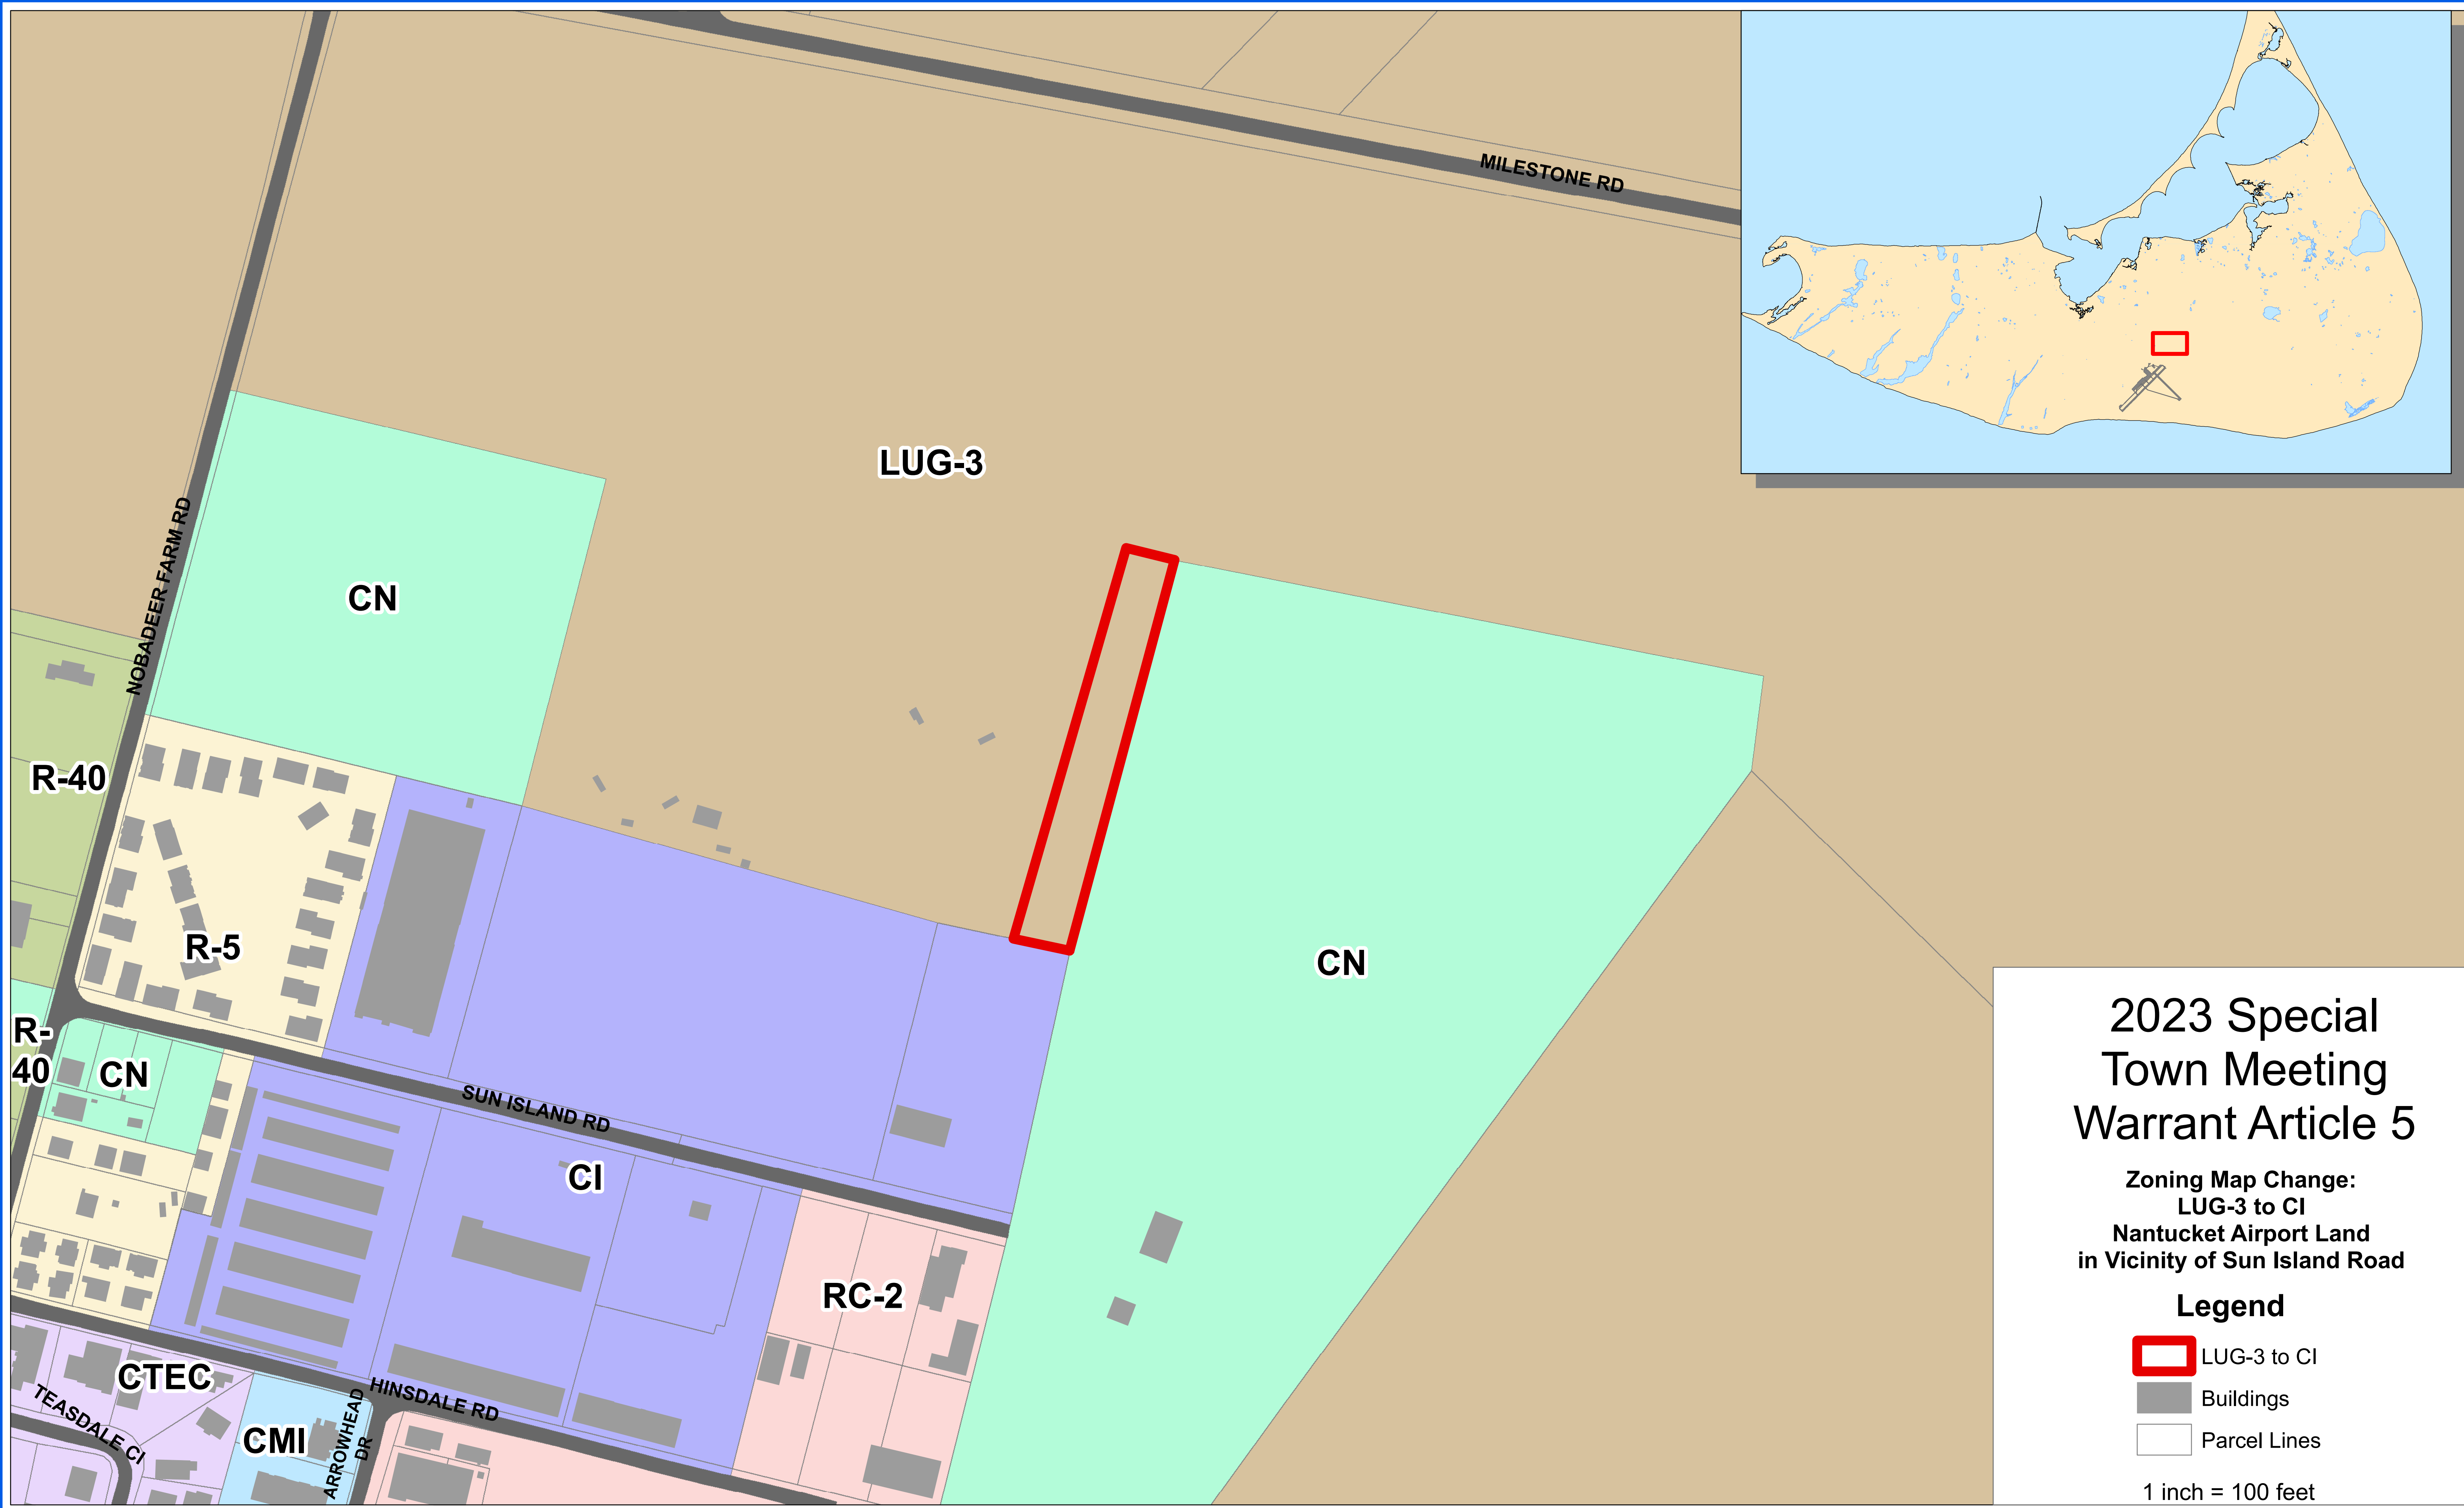 MILESTONE RD
LUG-3
NOBADEER FARM RD
CN
R-40
R-5
CN
R-
40
CN
SUN ISLAND RD
CI
RC-2
CTEC
HINSDALE RD
TEASDALE CI
CMI
ARROWHEAD
DR
2023 Special
Town Meeting
Warrant Article 5
Zoning Map Change:
LUG-3 to CI
Nantucket Airport Land
in Vicinity of Sun Island Road
Legend
LUG-3 to CI
Buildings
Parcel Lines
1 inch = 100 feet